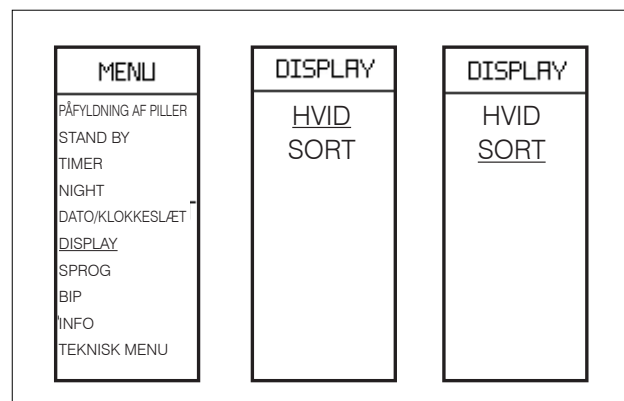 MENU
PÅFYLDNING AF PILLER
STAND BY
TIMER
NIGHT
DATO/KLOKKESLÆT
DISPLAY
SPROG
BIP
INFO
TEKNISK MENU
DISPLAY
HVID
SORT
DISPLAY
HVID
SORT